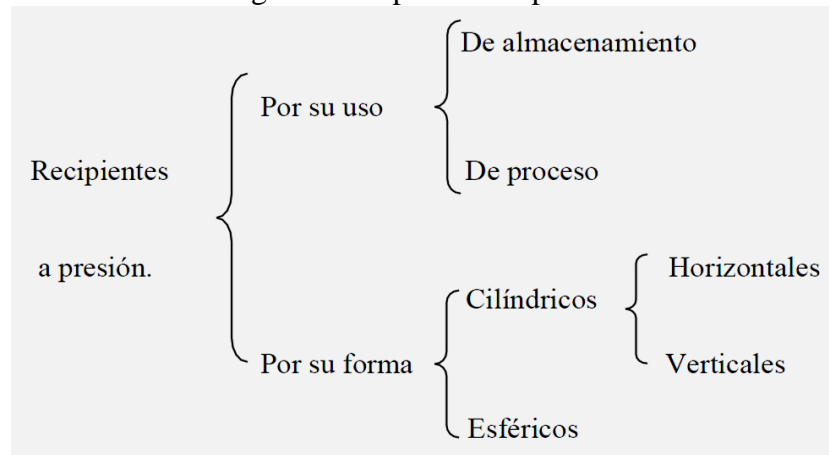 De almacenamiento
Por su uso
Recipientes
De proceso
a presión.
Horizontales
Cilíndricos
Por su forma
Verticales
Esféricos